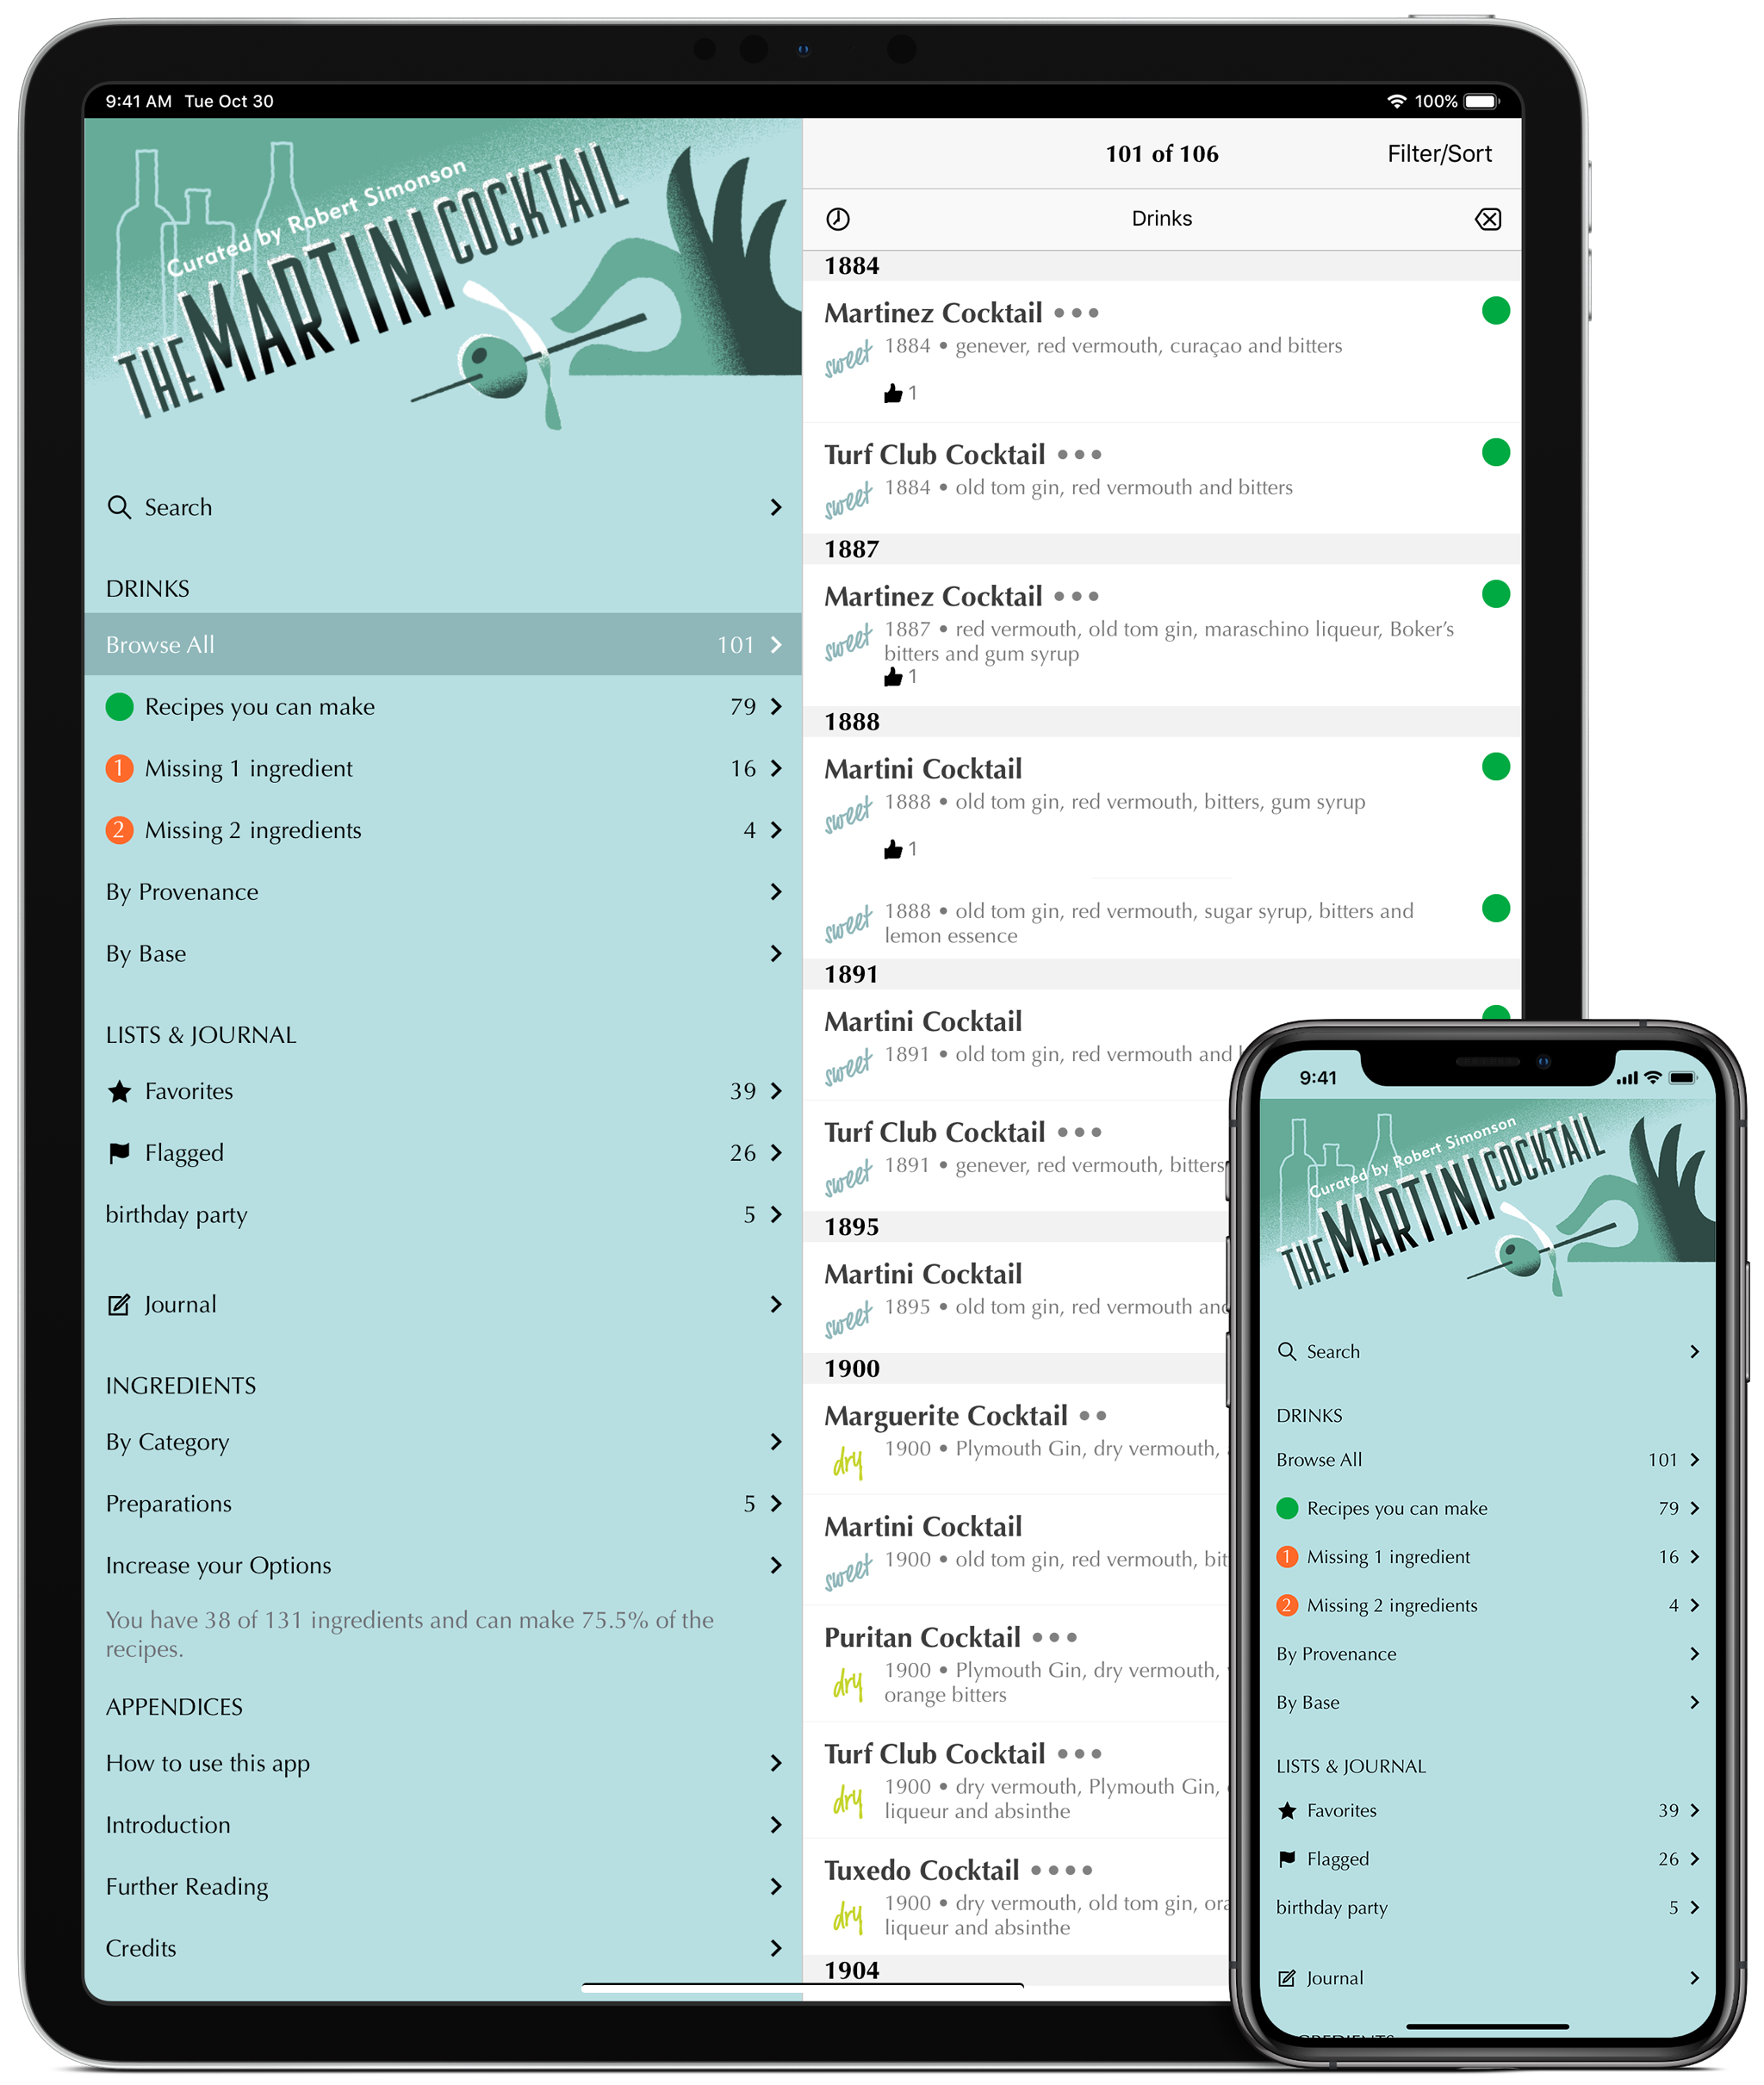 9:41 AM Tue Oct 30
100%
Curated by Robert Simonson
THE MARTINI COCKTAIL
Search
DRINKS
Browse All 101
Recipes you can make 79
1 Missing 1 ingredient 16
2 Missing 2 ingredients 4
By Provenance
By Base
LISTS & JOURNAL
Favorites 39
Flagged 26
birthday party 5
Journal
INGREDIENTS
By Category
Preparations 5
Increase your Options
You have 38 of 131 ingredients and can make 75.5% of the
recipes.
APPENDICES
How to use this app
Introduction
Further Reading
Credits
101 of 106 Filter/Sort
Drinks
1884
Martinez Cocktail •••
sweet 1884 • genever, red vermouth, curaçao and bitters
1
Turf Club Cocktail •••
sweet 1884 • old tom gin, red vermouth and bitters
1887
Martinez Cocktail •••
sweet 1887 • red vermouth, old tom gin, maraschino liqueur, Boker's
bitters and gum syrup
1
1888
Martini Cocktail
sweet 1888 • old tom gin, red vermouth, bitters, gum syrup
1
sweet 1888 • old tom gin, red vermouth, sugar syrup, bitters and
lemon essence
1891
Martini Cocktail
sweet 1891 • old tom gin, red vermouth and
Turf Club Cocktail •••
sweet 1891 • genever, red vermouth, bitters
1895
Martini Cocktail
sweet 1895 • old tom gin, red vermouth and
1900
Marguerite Cocktail ••
dry 1900 • Plymouth Gin, dry vermouth,
Martini Cocktail
sweet 1900 • old tom gin, red vermouth, bit
Puritan Cocktail •••
dry 1900 • Plymouth Gin, dry vermouth,
orange bitters
Turf Club Cocktail •••
dry 1900 • dry vermouth, Plymouth Gin,
liqueur and absinthe
Tuxedo Cocktail ••••
dry 1900 • dry vermouth, old tom gin, ora
liqueur and absinthe
1904
9:41
Curated by Robert Simonson
THE MARTINI COCKTAIL
Search
DRINKS
Browse All 101
Recipes you can make 79
1 Missing 1 ingredient 16
2 Missing 2 ingredients 4
By Provenance
By Base
LISTS & JOURNAL
Favorites 39
Flagged 26
birthday party 5
Journal